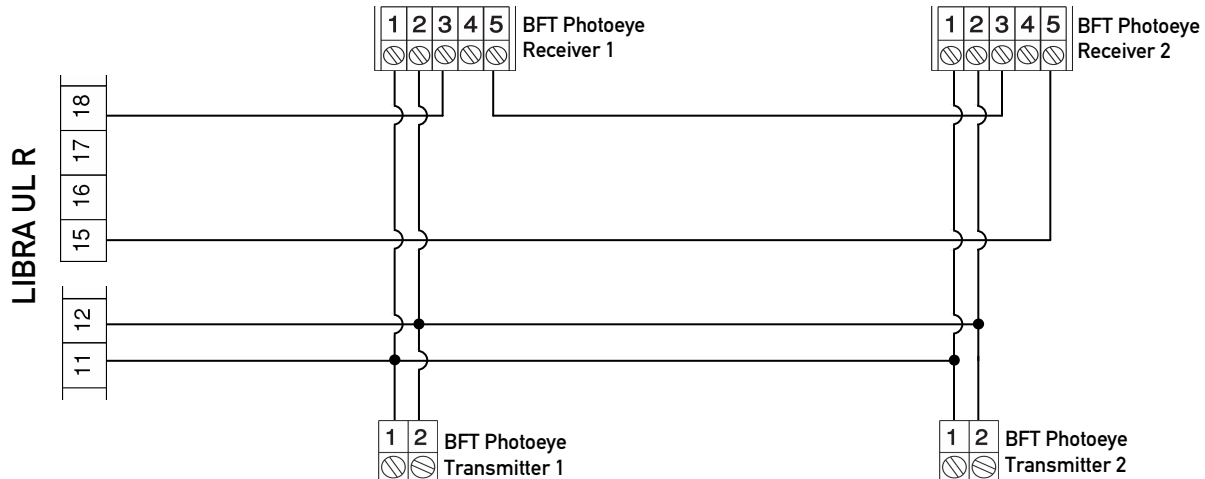 1 2 3 4 5
BFT Photoeye
Receiver 1
1 2 3 4 5
BFT Photoeye
Receiver 2
LIBRA UL R
18
17
16
15
12
11
1 2
BFT Photoeye
Transmitter 1
1 2
BFT Photoeye
Transmitter 2